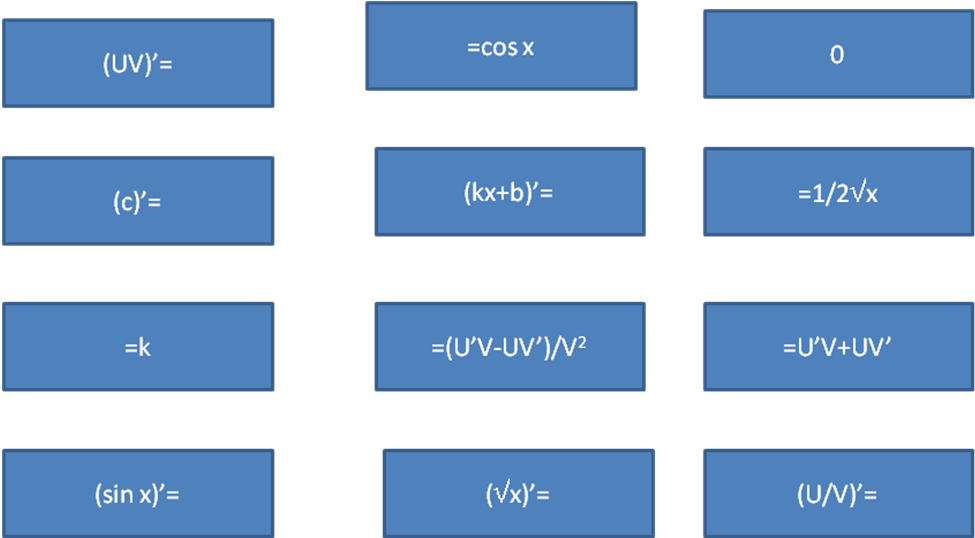 (UV)’=
=cos x
0
(c)’=
(kx+b)’=
=1/2√x
=k
=(U’V-UV’)/V²
=U’V+UV’
(sin x)’=
(√x)’=
(U/V)’=